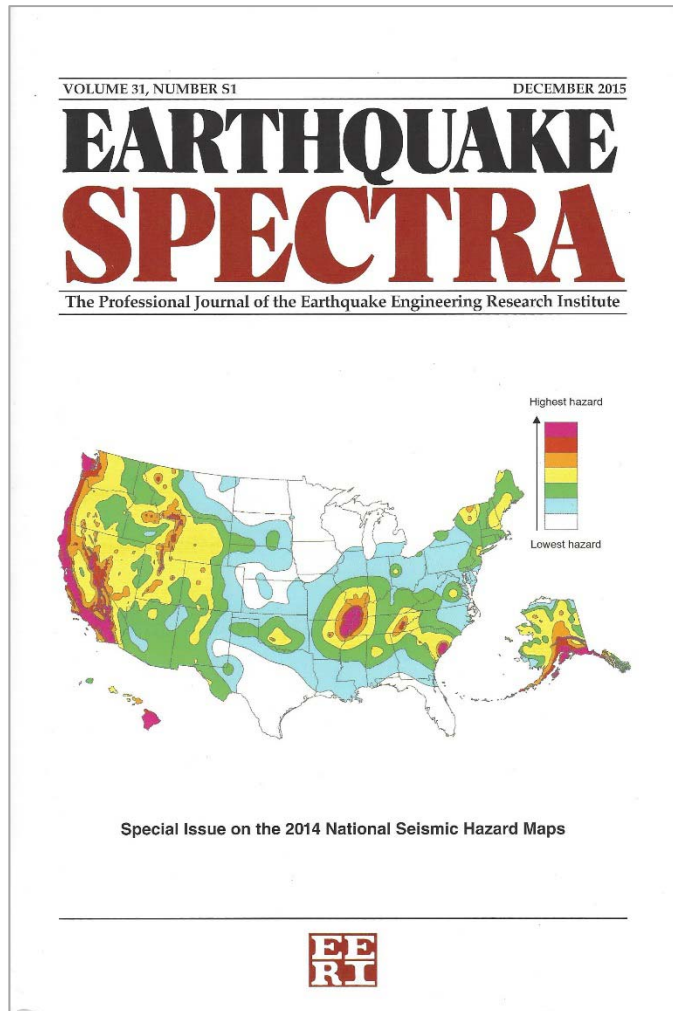 VOLUME 31, NUMBER S1 DECEMBER 2015
EARTHQUAKE
SPECTRA
The Professional Journal of the Earthquake Engineering Research Institute
Highest hazard
Lowest hazard
Special Issue on the 2014 National Seismic Hazard Maps
EE
RI